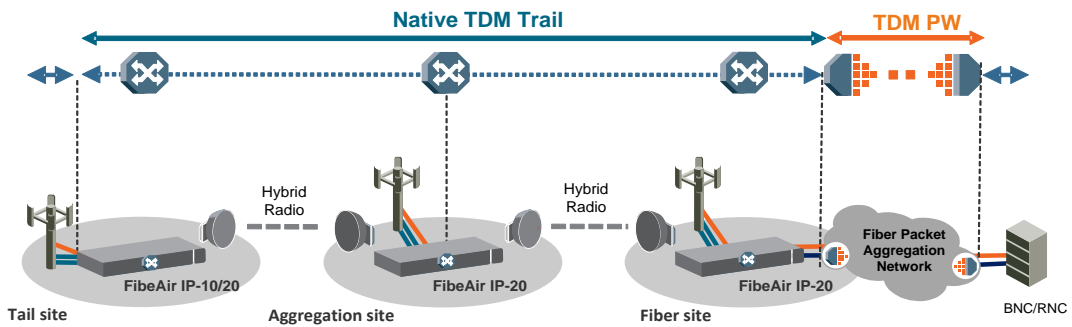 Native TDM Trail
TDM PW
Hybrid
Radio
Hybrid
Radio
Fiber Packet
Aggregation
Network
FibeAir IP-10/20
FibeAir IP-20
FibeAir IP-20
BNC/RNC
Tail site
Aggregation site
Fiber site